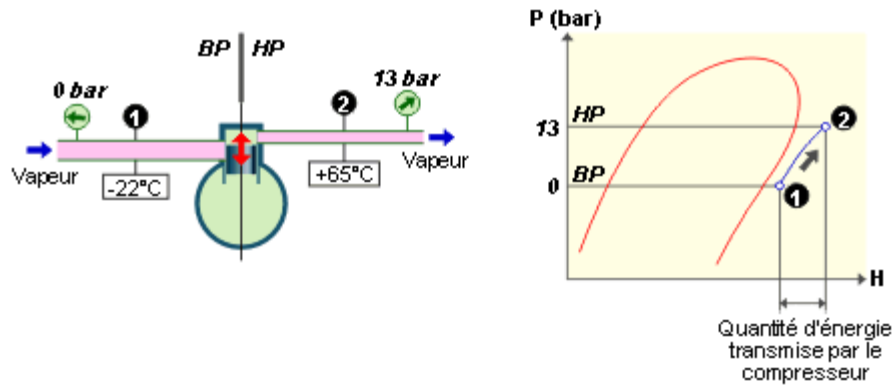 BP HP
0 bar
13 bar
1
2
Vapeur
Vapeur
-22°C
+65°C
P (bar)
13 HP
2
0 BP
1
H
Quantité d'énergie
transmise par le
compresseur